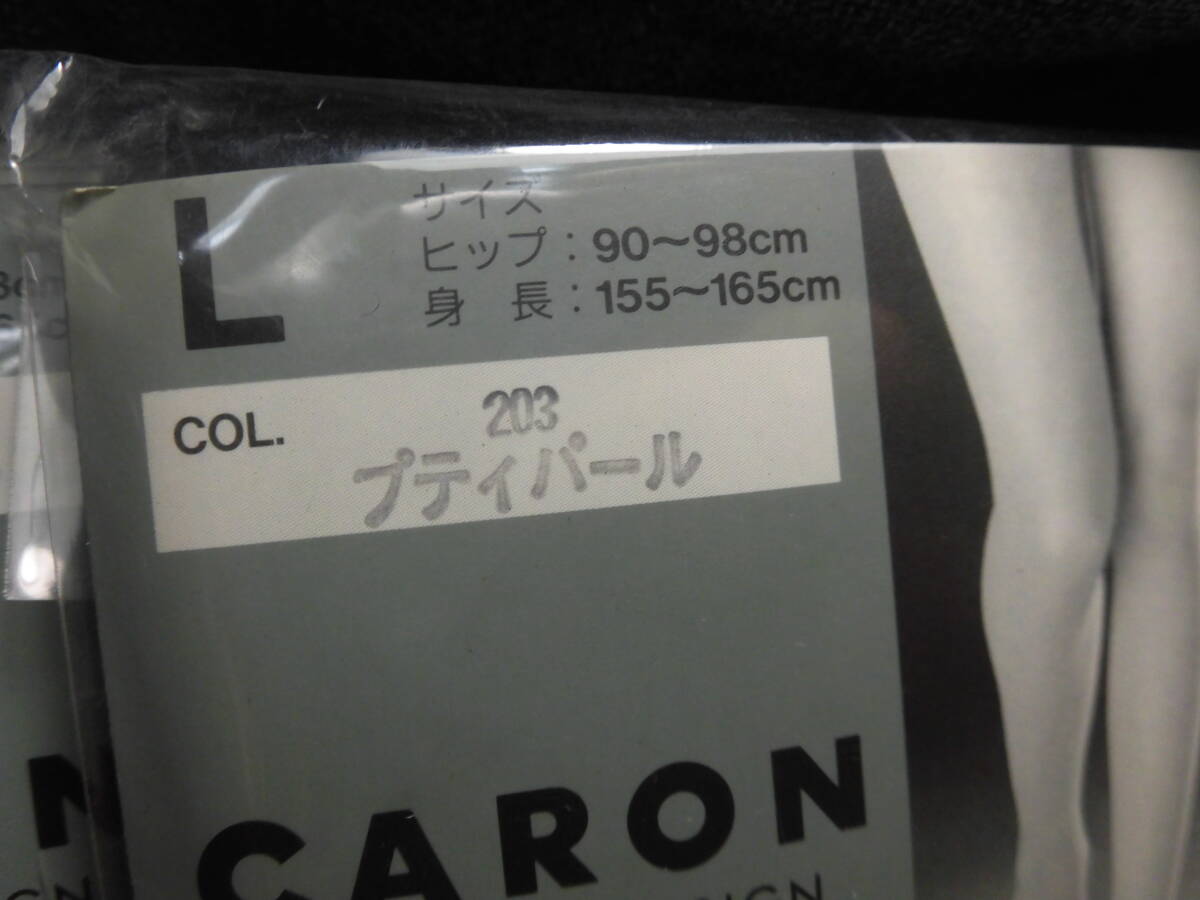 L
サイズ
ヒップ：90〜98cm
身　長：155〜165cm
COL.
203
プティパール
CARON
N